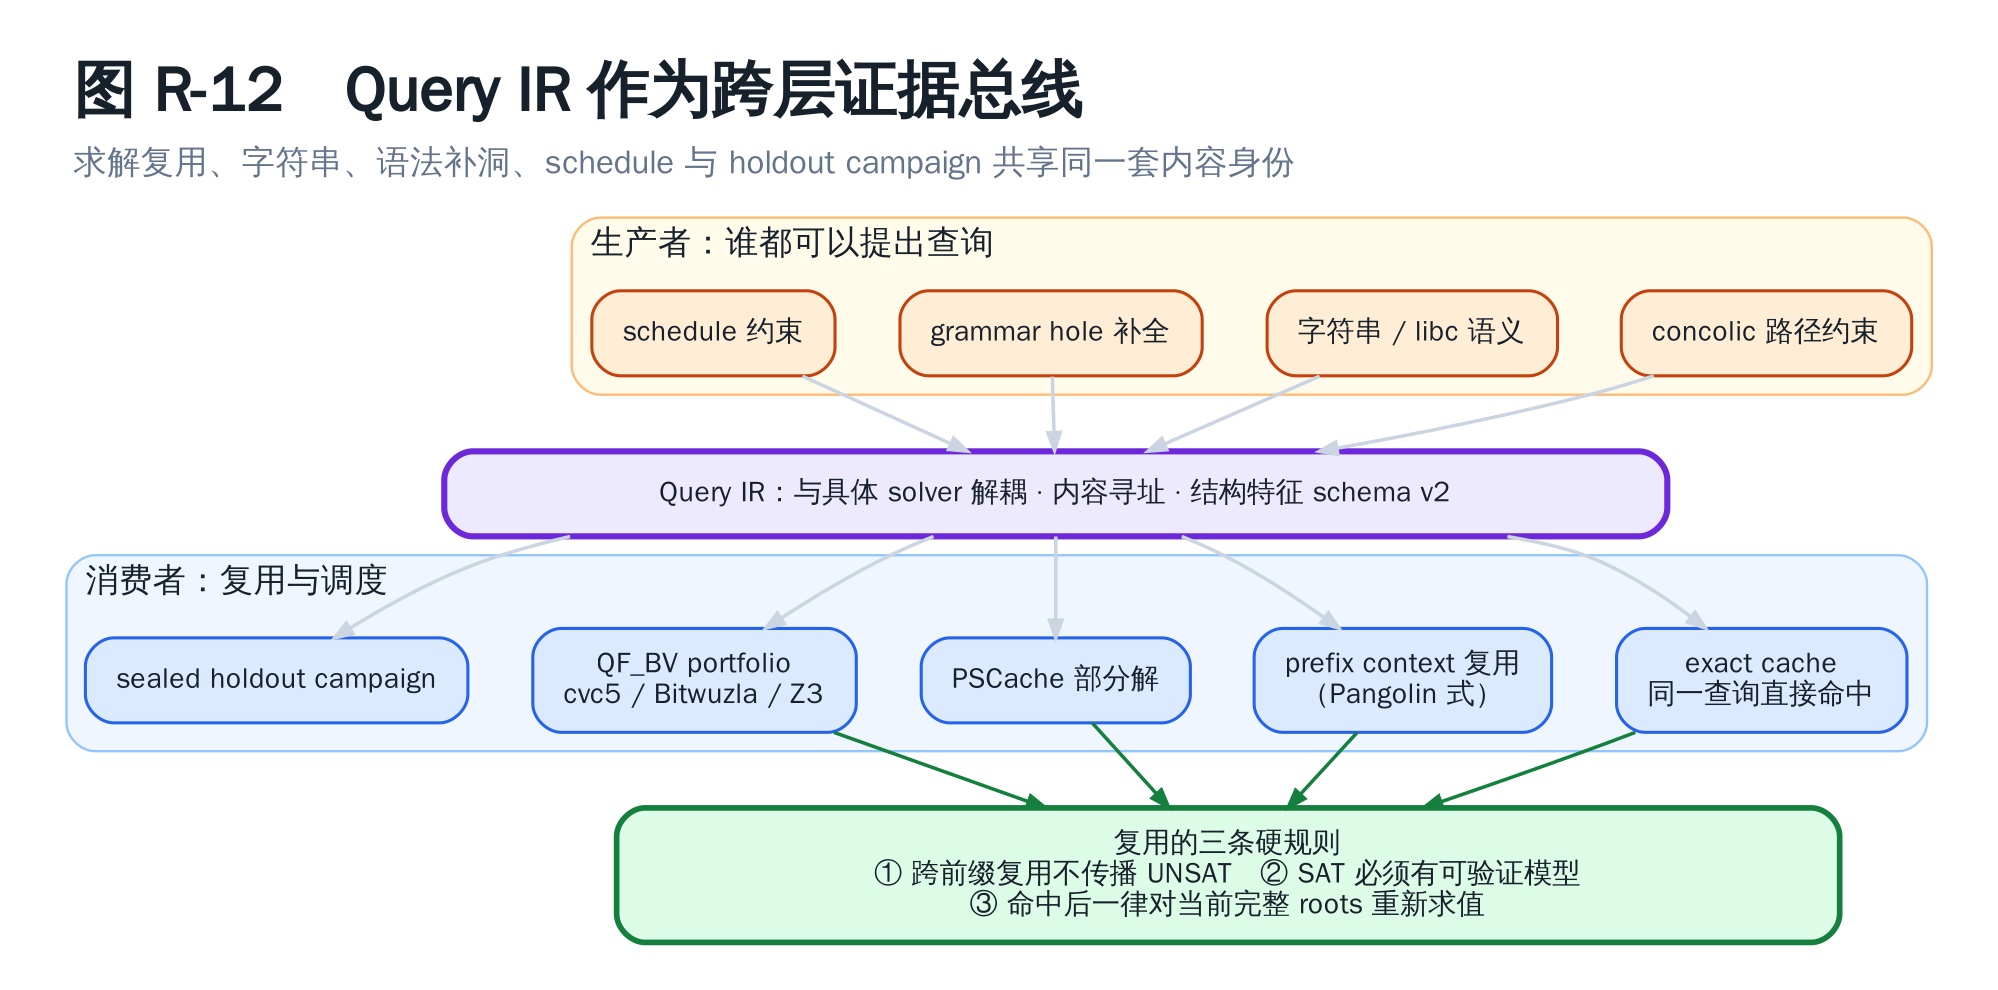 图 R-12　Query IR 作为跨层证据总线
求解复用、字符串、语法补洞、schedule 与 holdout campaign 共享同一套内容身份
生产者：谁都可以提出查询
schedule 约束
grammar hole 补全
字符串 / libc 语义
concolic 路径约束
Query IR：与具体 solver 解耦 · 内容寻址 · 结构特征 schema v2
消费者：复用与调度
sealed holdout campaign
QF_BV portfolio
cvc5 / Bitwuzla / Z3
PSCache 部分解
prefix context 复用
（Pangolin 式）
exact cache
同一查询直接命中
复用的三条硬规则
① 跨前缀复用不传播 UNSAT　② SAT 必须有可验证模型
③ 命中后一律对当前完整 roots 重新求值